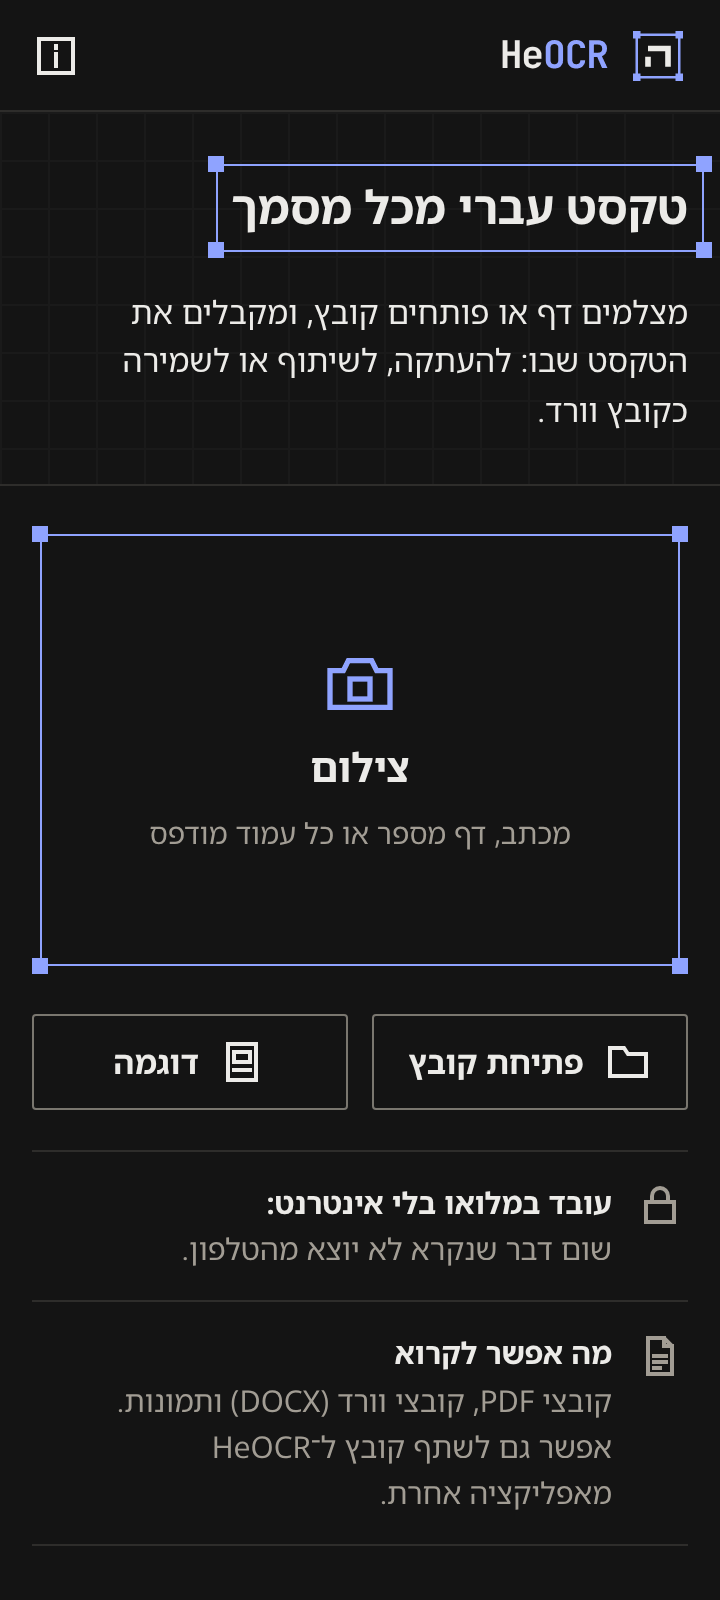 ה HeOCR
טקסט עברי מכל מסמך
מצלמים דף או פותחים קובץ, ומקבלים את
הטקסט שבו: להעתקה, לשיתוף או לשמירה
כקובץ וורד.
צילום
מכתב, דף מספר או כל עמוד מודפס
פתיחת קובץ
דוגמה
עובד במלואו בלי אינטרנט:
שום דבר שנקרא לא יוצא מהטלפון.
מה אפשר לקרוא
קובצי PDF, קובצי וורד (DOCX) ותמונות.
אפשר גם לשתף קובץ ל־HeOCR
מאפליקציה אחרת.